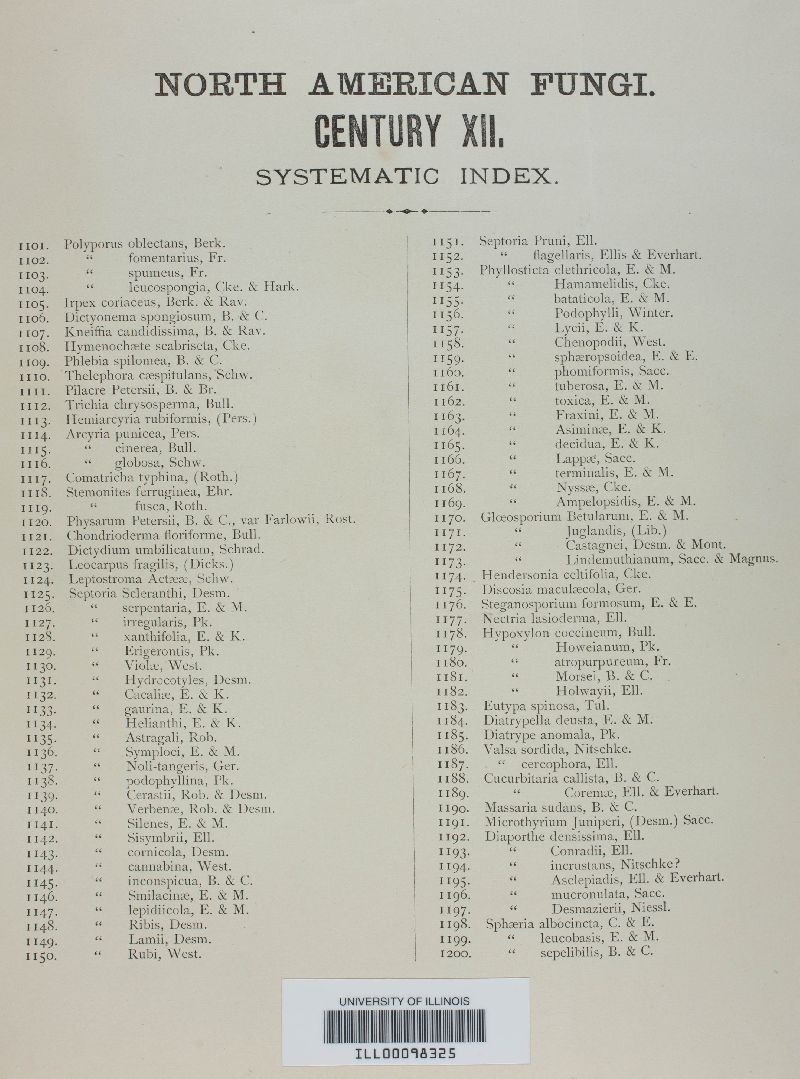 NORTH AMERICAN FUNGI.
CENTURY XII.
SYSTEMATIC INDEX.
1101. Polyporus oblectans, Berk.
1102. “ fomentarius, Fr.
1103. “ spumeus, Fr.
1104. “ leucospongia, Cke. & Hark.
1105. Irpex coriaceus, Berk. & Rav.
1106. Dictyonema spongiosum, B. & C.
1107. Kneiffia candidissima, B. & Rav.
1108. Hymenochæte scabriseta, Cke.
1109. Phlebia spilomea, B. & C.
1110. Thelephora cæspitulans, Schw.
1111. Pilacre Petersii, B. & Br.
1112. Trichia chrysosperma, Bull.
1113. Hemiarcyria rubiformis, (Pers.)
1114. Arcyria punicea, Pers.
1115. “ cinerea, Bull.
1116. “ globosa, Schw.
1117. Comatricha typhina, (Roth.)
1118. Stemonites ferruginea, Ehr.
1119. “ fusca, Roth.
1120. Physarum Petersii, B. & C., var Farlowii, Rost.
1121. Chondrioderma floriforme, Bull.
1122. Dictydium umbilicatum, Schrad.
1123. Leocarpus fragilis, (Dicks.)
1124. Leptostroma Actææ, Schw.
1125. Septoria Scleranthi, Desm.
1126. “ serpentaria, E. & M.
1127. “ irregularis, Pk.
1128. “ xanthifolia, E. & K.
1129. “ Erigerontis, Pk.
1130. “ Violæ, West.
1131. “ Hydrocotyles, Desm.
1132. “ Cacaliæ, E. & K.
1133. “ gaurina, E. & K.
1134. “ Helianthi, E. & K.
1135. “ Astragali, Rob.
1136. “ Symploci, E. & M.
1137. “ Noli-tangeris, Ger.
1138. “ podophyllina, Pk.
1139. “ Cerastii, Rob. & Desm.
1140. “ Verbenæ, Rob. & Desm.
1141. “ Silenes, E. & M.
1142. “ Sisymbrii, Ell.
1143. “ cornicola, Desm.
1144. “ cannabina, West.
1145. “ inconspicua, B. & C.
1146. “ Smilacinæ, E. & M.
1147. “ lepidiicola, E. & M.
1148. “ Ribis, Desm.
1149. “ Lamii, Desm.
1150. “ Rubi, West.
1151. Septoria Pruni, Ell.
1152. “ flagellaris, Ellis & Everhart.
1153. Phyllosticta clethricola, E. & M.
1154. “ Hamamelidis, Cke.
1155. “ bataticola, E. & M.
1156. “ Podophylli, Winter.
1157. “ Lycii, E. & K.
1158. “ Chenopodii, West.
1159. “ sphæropsoidea, E. & E.
1160. “ phomiformis, Sacc.
1161. “ tuberosa, E. & M.
1162. “ toxica, E. & M.
1163. “ Fraxini, E. & M.
1164. “ Asiminæ, E. & K.
1165. “ decidua, E. & K.
1166. “ Lappæ, Sacc.
1167. “ terminalis, E. & M.
1168. “ Nyssæ, Cke.
1169. “ Ampelopsidis, E. & M.
1170. Glœosporium Betularum, E. & M.
1171. “ Juglandis, (Lib.)
1172. “ Castagnei, Desm. & Mont.
1173. “ Lindemuthianum, Sacc. & Magnus.
1174. Hendersonia celtifolia, Cke.
1175. Discosia maculæcola, Ger.
1176. Steganosporium formosum, E. & E.
1177. Nectria lasioderma, Ell.
1178. Hypoxylon coccineum, Bull.
1179. “ Howeianum, Pk.
1180. “ atropurpureum, Fr.
1181. “ Morsei, B. & C.
1182. “ Holwayii, Ell.
1183. Eutypa spinosa, Tul.
1184. Diatrypella deusta, E. & M.
1185. Diatrype anomala, Pk.
1186. Valsa sordida, Nitschke.
1187. “ cercophora, Ell.
1188. Cucurbitaria callista, B. & C.
1189. “ Coremæ, Ell. & Everhart.
1190. Massaria sudans, B. & C.
1191. Microthyrium Juniperi, (Desm.) Sacc.
1192. Diaporthe densissima, Ell.
1193. “ Conradii, Ell.
1194. “ incrustans, Nitschke?
1195. “ Asclepiadis, Ell. & Everhart.
1196. “ mucronulata, Sacc.
1197. “ Desmazierii, Niessl.
1198. Sphæria albocincta, C. & E.
1199. “ leucobasis, E. & M.
1200. “ sepelibilis, B. & C.
UNIVERSITY OF ILLINOIS
ILL00098325